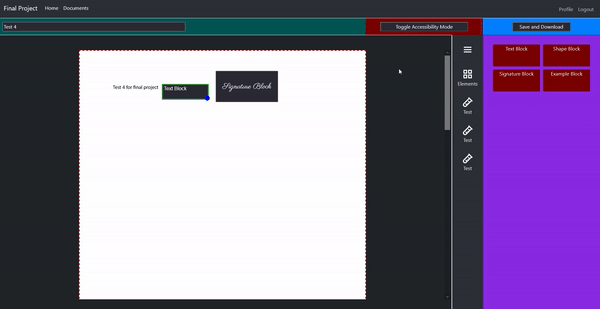 Final Project Home Documents Profile Logout
Test 4 Toggle Accessibility Mode Save and Download
Text Block Shape Block
Signature Block Example Block
Elements
Test
Test
Test
Test 4 for final project Text Block Signature Block